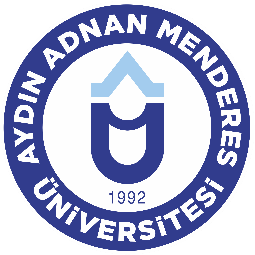 AYDIN ADNAN MENDERES
1992
ÜNİVERSİTESİ